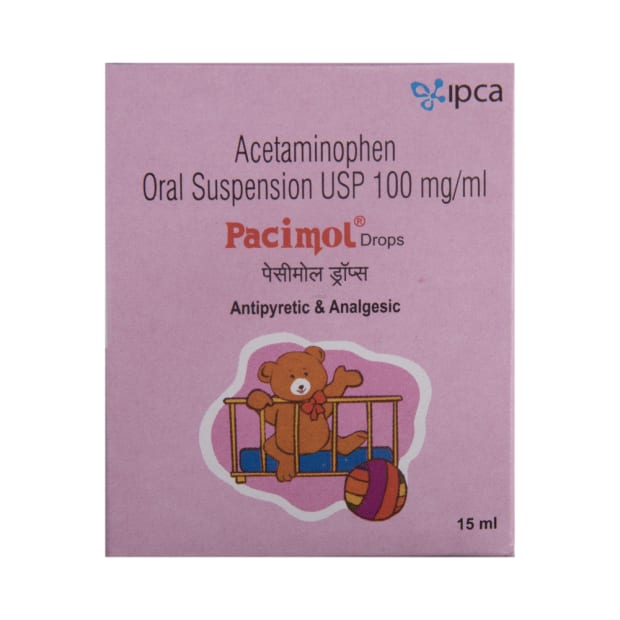 ipca
Acetaminophen
Oral Suspension USP 100 mg/ml
Pacimol® Drops
पेसीमोल ड्रॉप्स
Antipyretic & Analgesic
15 ml